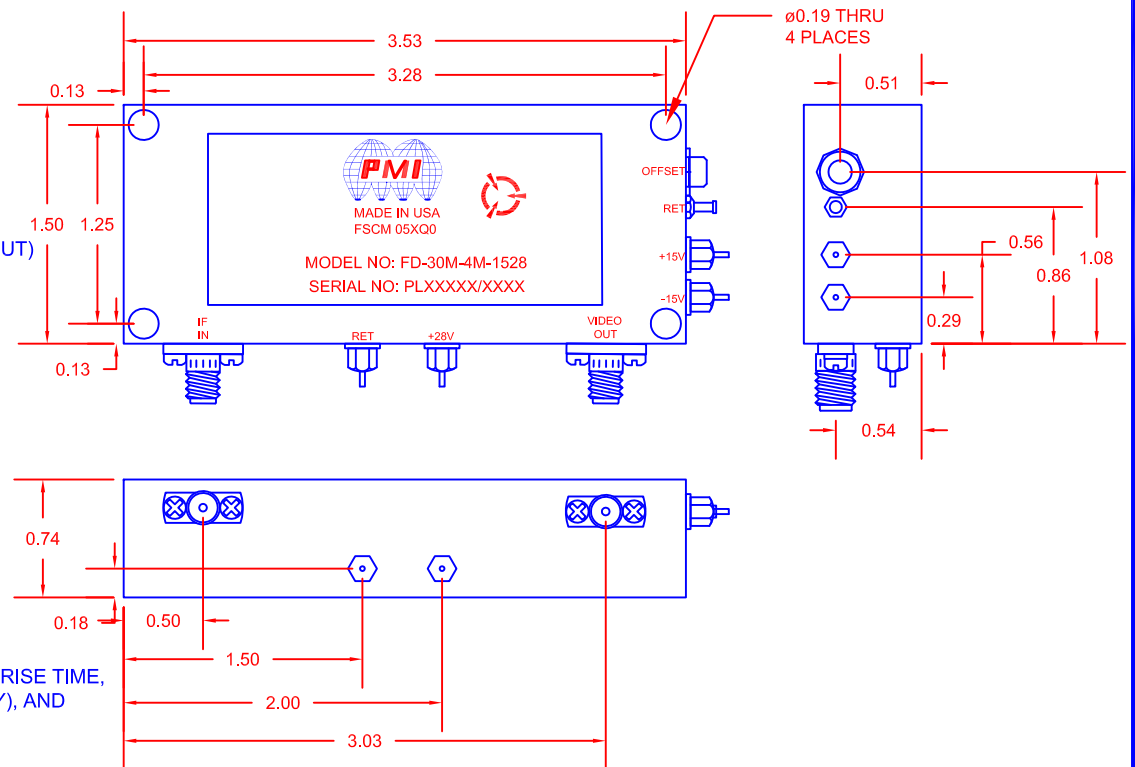 ø0.19 THRU
4 PLACES
3.53
3.28
0.13
0.51
1.50
1.25
UT)
0.13
PMI
MADE IN USA
FSCM 05XQ0
MODEL NO: FD-30M-4M-1528
SERIAL NO: PLXXXXX/XXXX
OFFSET
RET
+15V
-15V
IF
IN
RET
+28V
VIDEO
OUT
0.56
1.08
0.86
0.29
0.54
0.74
0.18
0.50
1.50
2.00
3.03
RISE TIME,
Y), AND